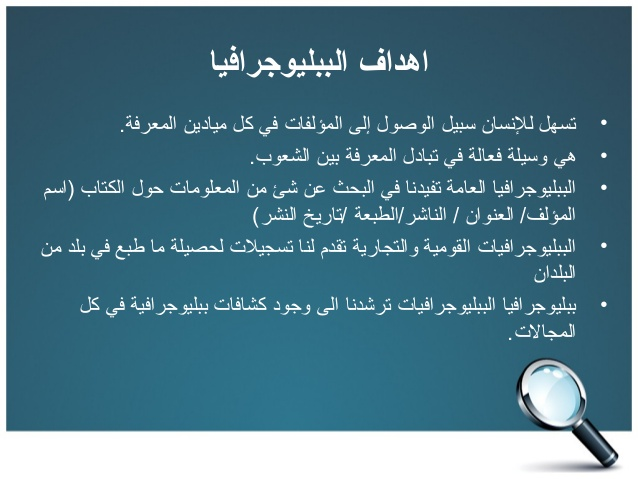 اهداف الببليوجرافيا
• تسهل للإنسان سبيل الوصول إلى المؤلفات في كل ميادين المعرفة.
• هي وسيلة فعالة في تبادل المعرفة بين الشعوب.
• الببليوجرافيا العامة تفيدنا في البحث عن شئ من المعلومات حول الكتاب (اسم
المؤلف/ العنوان / الناشر/الطبعة /تاريخ النشر)
• الببليوجرافيات القومية والتجارية تقدم لنا تسجيلات لحصيلة ما طبع في بلد من
البلدان
• ببليوجرافيا الببليوجرافيات ترشدنا الى وجود كشافات ببليوجرافية في كل
المجالات.